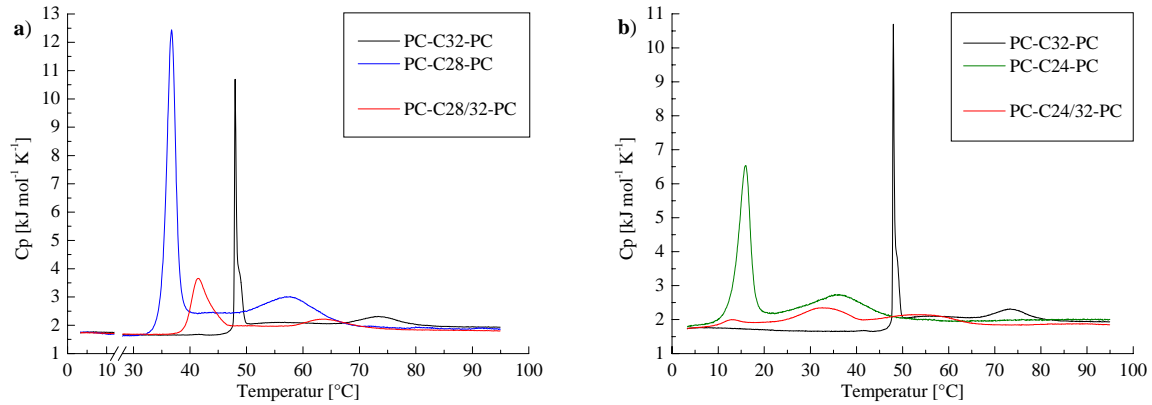 a)
PC-C32-PC
PC-C28-PC
PC-C28/32-PC
Cp [kJ mol⁻¹ K⁻¹]
13
12
11
10
9
8
7
6
5
4
3
2
1
0 10 30 40 50 60 70 80 90 100
Temperatur [°C]
b)
PC-C32-PC
PC-C24-PC
PC-C24/32-PC
Cp [kJ mol⁻¹ K⁻¹]
11
10
9
8
7
6
5
4
3
2
1
0 10 20 30 40 50 60 70 80 90 100
Temperatur [°C]